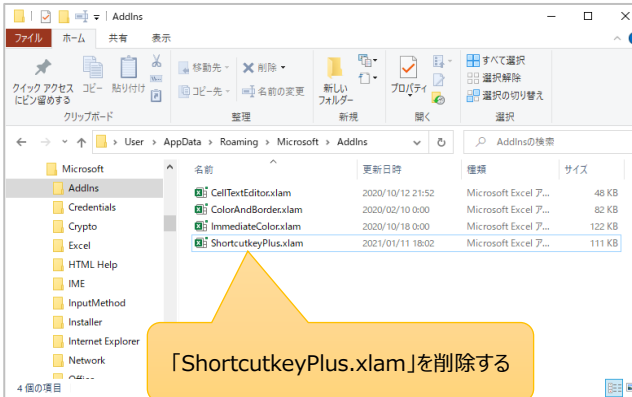 AddIns
ファイル ホーム 共有 表示
クイック アクセス
にピン留めする
コピー 貼り付け
移動先 削除
コピー先 名前の変更
新しい
フォルダー
プロパティ
すべて選択
選択解除
選択の切り替え
クリップボード 整理 新規 開く 選択
User > AppData > Roaming > Microsoft > AddIns
AddInsの検索
Microsoft
AddIns
Credentials
Crypto
Excel
HTML Help
IME
InputMethod
Installer
Internet Explorer
Network
名前 更新日時 種類 サイズ
CellTextEditor.xlam 2020/10/12 21:52 Microsoft Excel ア... 48 KB
ColorAndBorder.xlam 2020/02/10 0:00 Microsoft Excel ア... 82 KB
ImmediateColor.xlam 2020/10/18 0:00 Microsoft Excel ア... 122 KB
ShortcutkeyPlus.xlam 2021/01/11 18:02 Microsoft Excel ア... 111 KB
「ShortcutkeyPlus.xlam」を削除する
4 個の項目